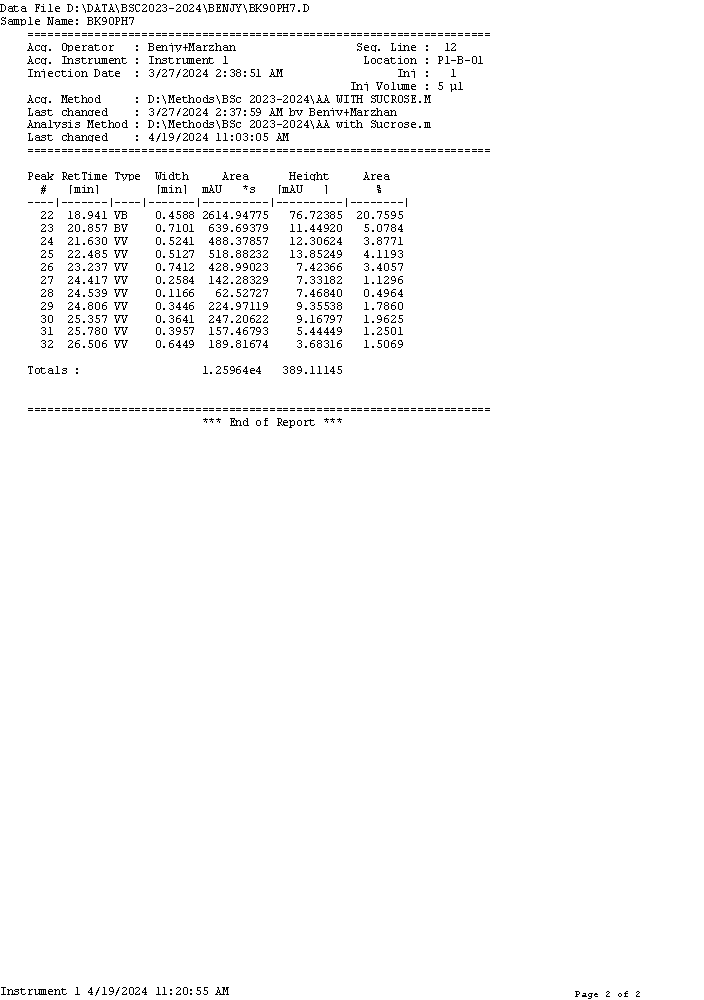 Data File D:\DATA\BSC2023-2024\BENJY\BK90PH7.D
Sample Name: BK90PH7
=====================================================================
Acq. Operator   : Benjy+Marzhan                  Seq. Line :  12
Acq. Instrument : Instrument 1                    Location : P1-B-01
Injection Date  : 3/27/2024 2:38:51 AM                 Inj :   1
                                                Inj Volume : 5 µl
Acq. Method     : D:\Methods\BSc 2023-2024\AA WITH SUCROSE.M
Last changed    : 3/27/2024 2:37:59 AM by Benjy+Marzhan
Analysis Method : D:\Methods\BSc 2023-2024\AA with Sucrose.m
Last changed    : 4/19/2024 11:03:05 AM
=====================================================================
Peak RetTime Type  Width     Area      Height     Area
  #   [min]        [min]  mAU   *s   [mAU   ]       %
----|-------|----|-------|----------|----------|--------|
  22  18.941 VB   0.4588 2614.94775   76.72385  20.7595
  23  20.857 BV   0.7101  639.69379   11.44920   5.0784
  24  21.630 VV   0.5241  488.37857   12.30624   3.8771
  25  22.485 VV   0.5127  518.88232   13.85249   4.1193
  26  23.237 VV   0.7412  428.99023    7.42366   3.4057
  27  24.417 VV   0.2584  142.28329    7.33182   1.1296
  28  24.539 VV   0.1166   62.52727    7.46840   0.4964
  29  24.806 VV   0.3446  224.97119    9.35538   1.7860
  30  25.357 VV   0.3641  247.20622    9.16797   1.9625
  31  25.780 VV   0.3957  157.46793    5.44449   1.2501
  32  26.506 VV   0.6449  189.81674    3.68316   1.5069
Totals :                  1.25964e4   389.11145
=====================================================================
*** End of Report ***
Instrument 1 4/19/2024 11:20:55 AM
Page 2 of 2